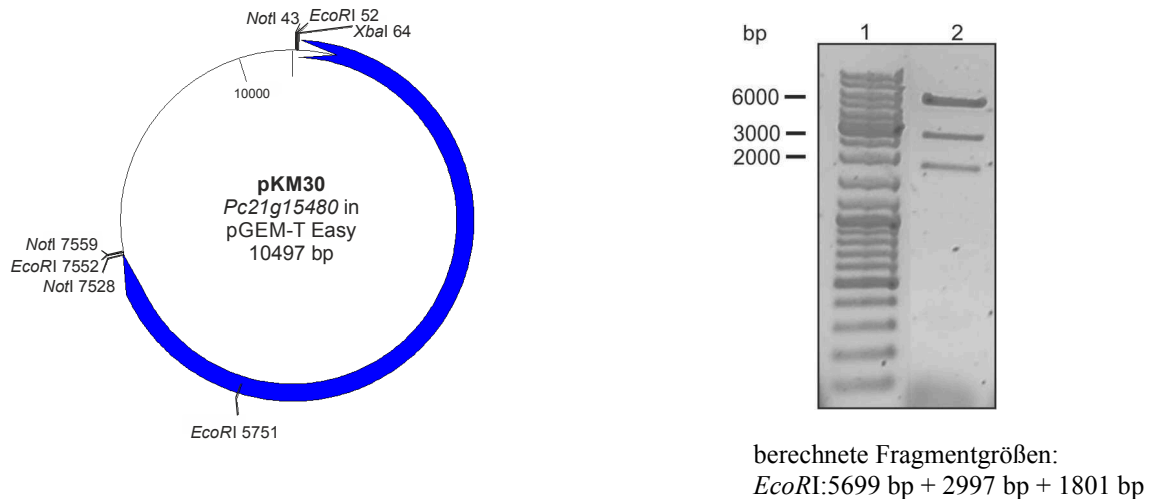 NotI 43
EcoRI 52
XbaI 64
10000
pKM30
Pc21g15480 in
pGEM-T Easy
10497 bp
NotI 7559
EcoRI 7552
NotI 7528
EcoRI 5751
bp
1
2
6000
3000
2000
berechnete Fragmentgrößen:
EcoRI:5699 bp + 2997 bp + 1801 bp